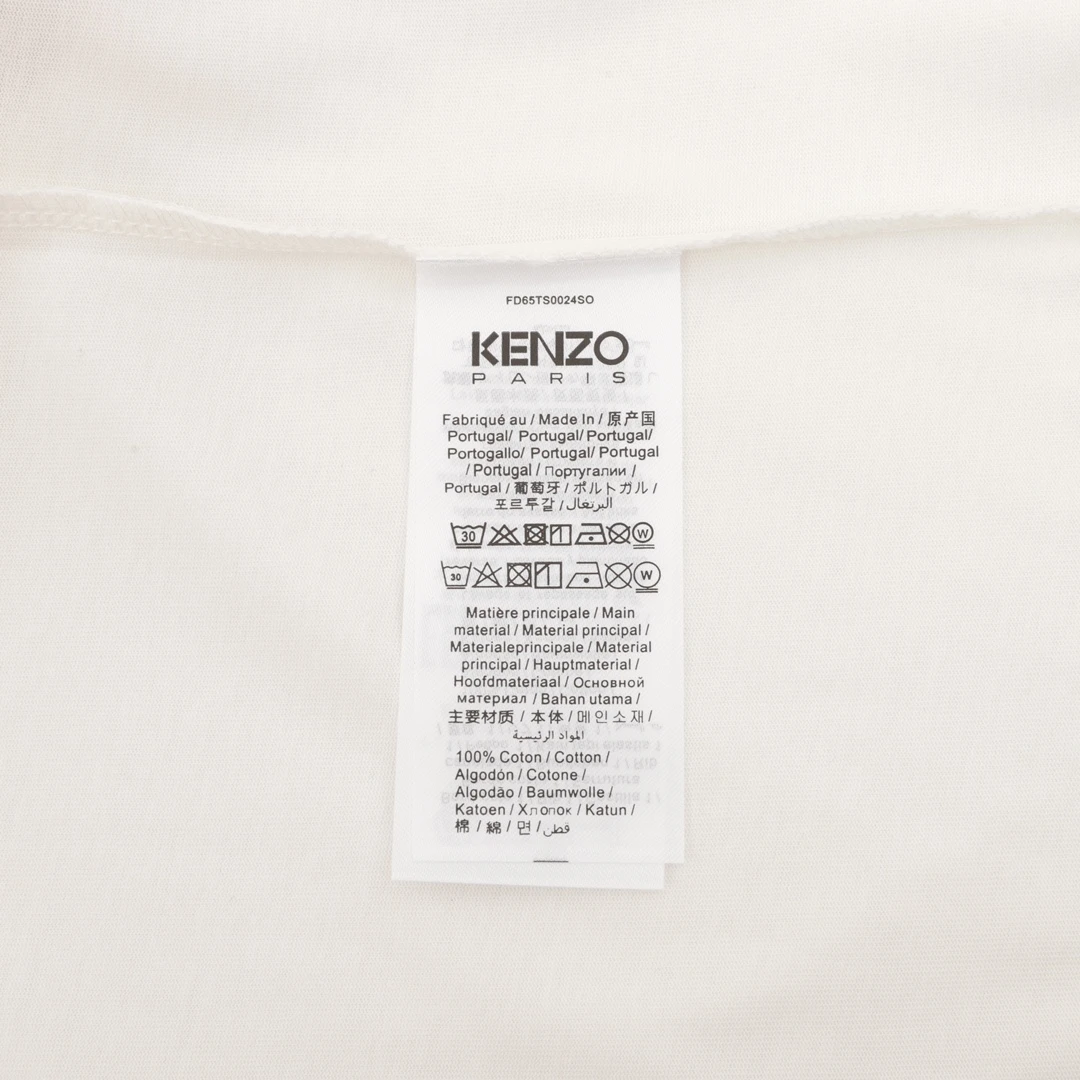 FD65TS0024SO
KENZO
PARIS
Fabriqué au / Made In / 原产国
Portugal/ Portugal/ Portugal/
Portogallo/ Portugal/ Portugal
/ Portugal / Португалии /
Portugal / 葡萄牙 / ポルトガル /
포르투갈 / البرتغال/
30 W
30 W
Matière principale / Main
material / Material principal /
Materialeprincipale / Material
principal / Hauptmaterial /
Hoofdmateriaal / Основной
материал / Bahan utama /
主要材质 / 本体 / 메인소재 /
المواد الرئيسية
100% Coton / Cotton /
Algodón / Cotone /
Algodão / Baumwolle /
Katoen / Хлопок / Katun /
棉 / 綿 / 면 / قطن